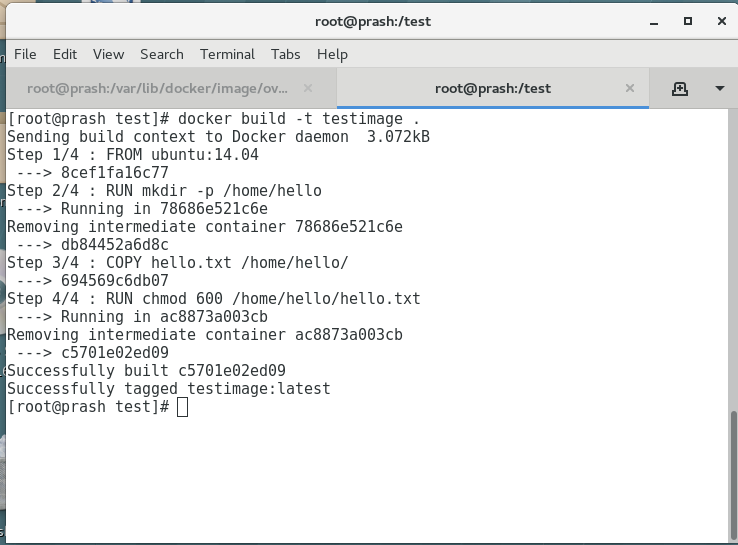 root@prash:/test
File Edit View Search Terminal Tabs Help
root@prash:/var/lib/docker/image/ov... root@prash:/test
[root@prash test]# docker build -t testimage .
Sending build context to Docker daemon  3.072kB
Step 1/4 : FROM ubuntu:14.04
 ---> 8cef1fa16c77
Step 2/4 : RUN mkdir -p /home/hello
 ---> Running in 78686e521c6e
Removing intermediate container 78686e521c6e
 ---> db84452a6d8c
Step 3/4 : COPY hello.txt /home/hello/
 ---> 694569c6db07
Step 4/4 : RUN chmod 600 /home/hello/hello.txt
 ---> Running in ac8873a003cb
Removing intermediate container ac8873a003cb
 ---> c5701e02ed09
Successfully built c5701e02ed09
Successfully tagged testimage:latest
[root@prash test]#